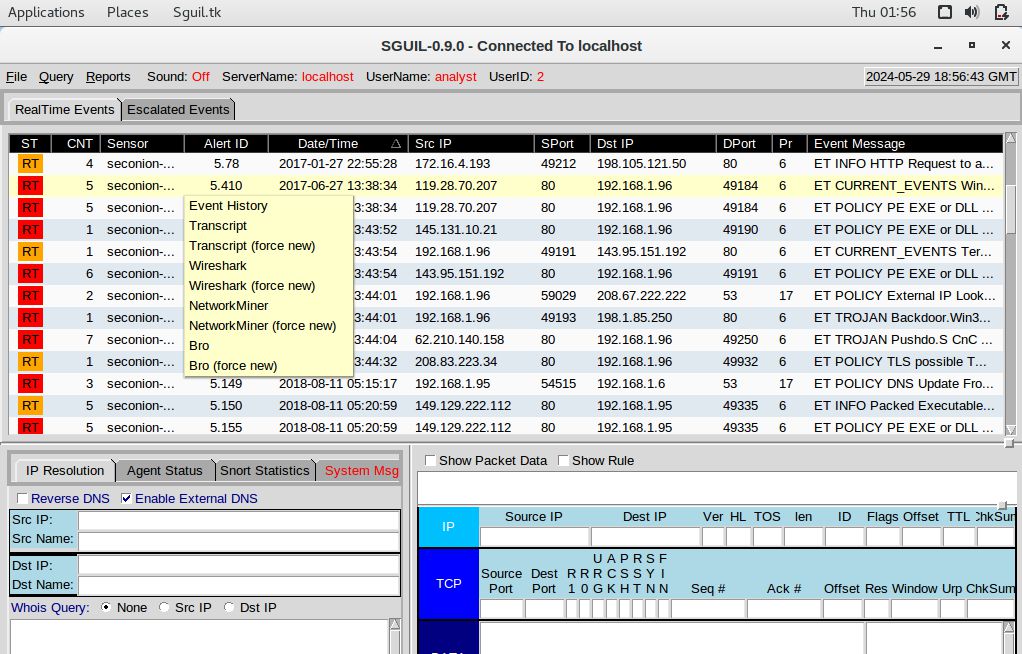 Applications Places Sguil.tk Thu 01:56
SGUIL-0.9.0 - Connected To localhost
File Query Reports Sound: Off ServerName: localhost UserName: analyst UserID: 2 2024-05-29 18:56:43 GMT
RealTime Events Escalated Events
ST CNT Sensor Alert ID Date/Time Src IP SPort Dst IP DPort Pr Event Message
RT 4 seconion-... 5.78 2017-01-27 22:55:28 172.16.4.193 49212 198.105.121.50 80 6 ET INFO HTTP Request to a...
RT 5 seconion-... 5.410 2017-06-27 13:38:34 119.28.70.207 80 192.168.1.96 49184 6 ET CURRENT_EVENTS Win...
RT 5 seconion-... 3:38:34 119.28.70.207 80 192.168.1.96 49184 6 ET POLICY PE EXE or DLL ...
RT 1 seconion-... 3:43:52 145.131.10.21 80 192.168.1.96 49190 6 ET POLICY PE EXE or DLL ...
RT 1 seconion-... 3:43:54 192.168.1.96 49191 143.95.151.192 80 6 ET CURRENT_EVENTS Ter...
RT 6 seconion-... 3:43:54 143.95.151.192 80 192.168.1.96 49191 6 ET POLICY PE EXE or DLL ...
RT 2 seconion-... 3:44:01 192.168.1.96 59029 208.67.222.222 53 17 ET POLICY External IP Look...
RT 1 seconion-... 3:44:01 192.168.1.96 49193 198.1.85.250 80 6 ET TROJAN Backdoor.Win3...
RT 7 seconion-... 3:44:04 62.210.140.158 80 192.168.1.96 49250 6 ET TROJAN Pushdo.S CnC ...
RT 1 seconion-... 3:44:32 208.83.223.34 80 192.168.1.96 49932 6 ET POLICY TLS possible T...
RT 3 seconion-... 5.149 2018-08-11 05:15:17 192.168.1.95 54515 192.168.1.6 53 17 ET POLICY DNS Update Fro...
RT 5 seconion-... 5.150 2018-08-11 05:20:59 149.129.222.112 80 192.168.1.95 49335 6 ET INFO Packed Executable...
RT 5 seconion-... 5.155 2018-08-11 05:20:59 149.129.222.112 80 192.168.1.95 49335 6 ET POLICY PE EXE or DLL ...
Event History
Transcript
Transcript (force new)
Wireshark
Wireshark (force new)
NetworkMiner
NetworkMiner (force new)
Bro
Bro (force new)
IP Resolution Agent Status Snort Statistics System Msg
Reverse DNS Enable External DNS
Src IP:
Src Name:
Dst IP:
Dst Name:
Whois Query: None Src IP Dst IP
Show Packet Data Show Rule
IP
Source IP Dest IP Ver HL TOS len ID Flags Offset TTL ChkSum
TCP
U A P R S F
R R R C S S Y I
Source Port Dest Port 1 0 G K H T N N Seq # Ack # Offset Res Window Urp ChkSum
DATA